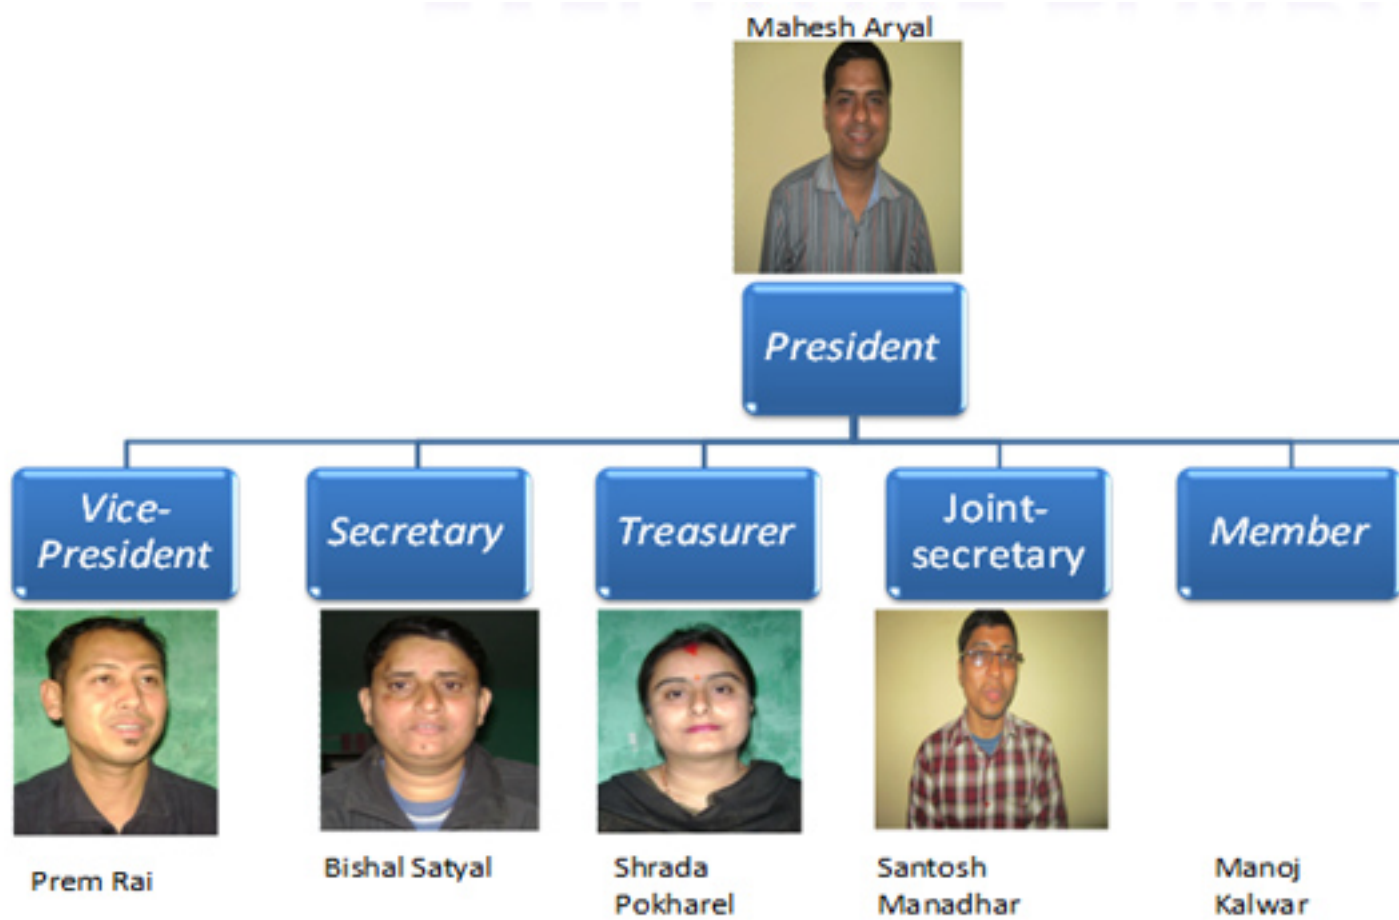 Mahesh Aryal
President
Vice-
President
Secretary
Treasurer
Joint-
secretary
Member
Prem Rai
Bishal Satyal
Shrada
Pokharel
Santosh
Manadhar
Manoj
Kalwar